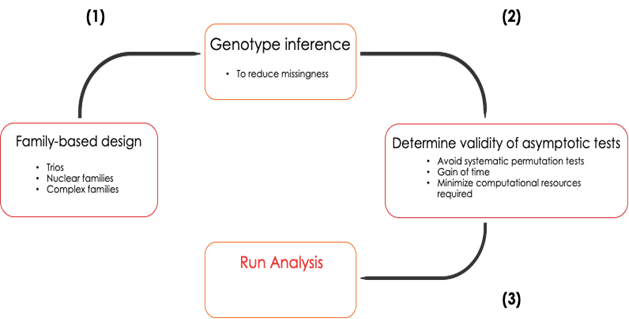 (1)
(2)
Genotype inference
• To reduce missingness
Family-based design
• Trios
• Nuclear families
• Complex families
Determine validity of asymptotic tests
• Avoid systematic permutation tests
• Gain of time
• Minimize computational resources
required
Run Analysis
(3)